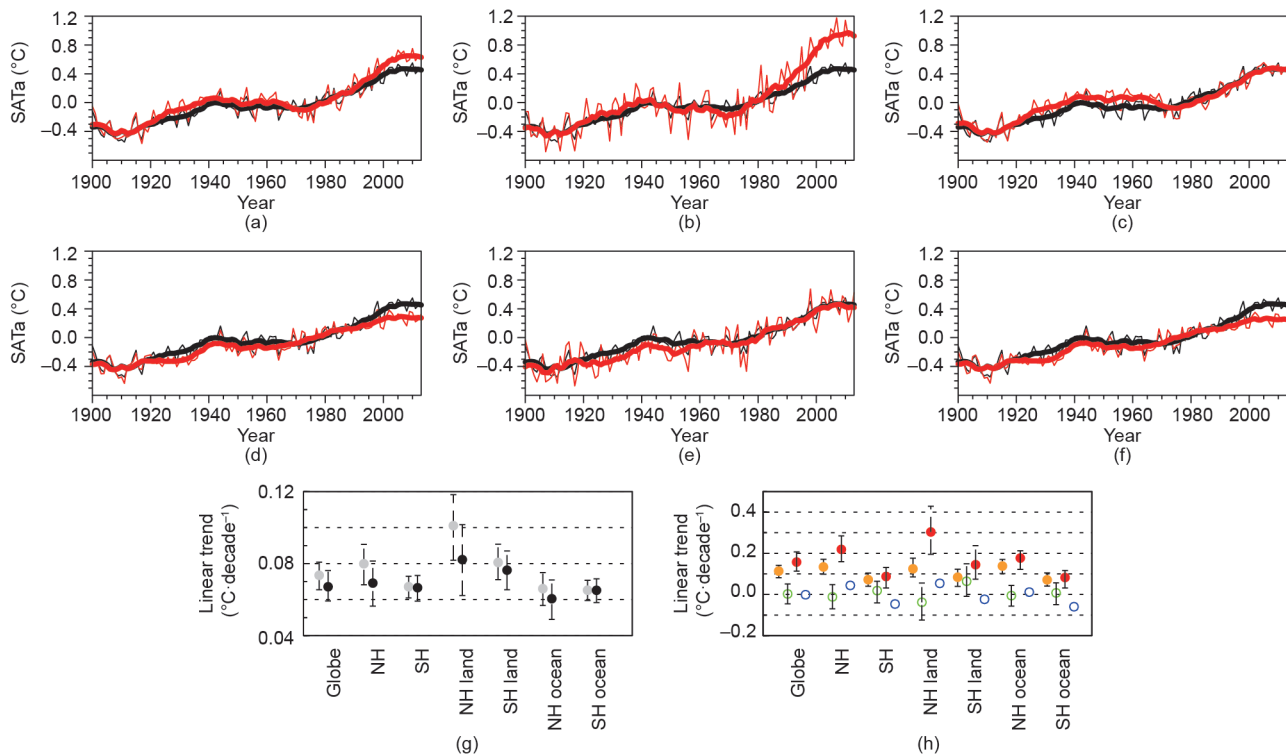 1.2 1.2 1.2
0.8 0.8 0.8
0.4 0.4 0.4
0.0 0.0 0.0
–0.4 –0.4 –0.4
SATa (°C) SATa (°C) SATa (°C)
1900 1920 1940 1960 1980 2000 1900 1920 1940 1960 1980 2000 1900 1920 1940 1960 1980 2000
Year Year Year
(a) (b) (c)
1.2 1.2 1.2
0.8 0.8 0.8
0.4 0.4 0.4
0.0 0.0 0.0
–0.4 –0.4 –0.4
SATa (°C) SATa (°C) SATa (°C)
1900 1920 1940 1960 1980 2000 1900 1920 1940 1960 1980 2000 1900 1920 1940 1960 1980 2000
Year Year Year
(d) (e) (f)
0.12 0.4
0.08 0.2
0.0
0.04 –0.2
Linear trend Linear trend
(°C·decade⁻¹) (°C·decade⁻¹)
Globe NH SH NH land SH land NH ocean SH ocean Globe NH SH NH land SH land NH ocean SH ocean
(g) (h)